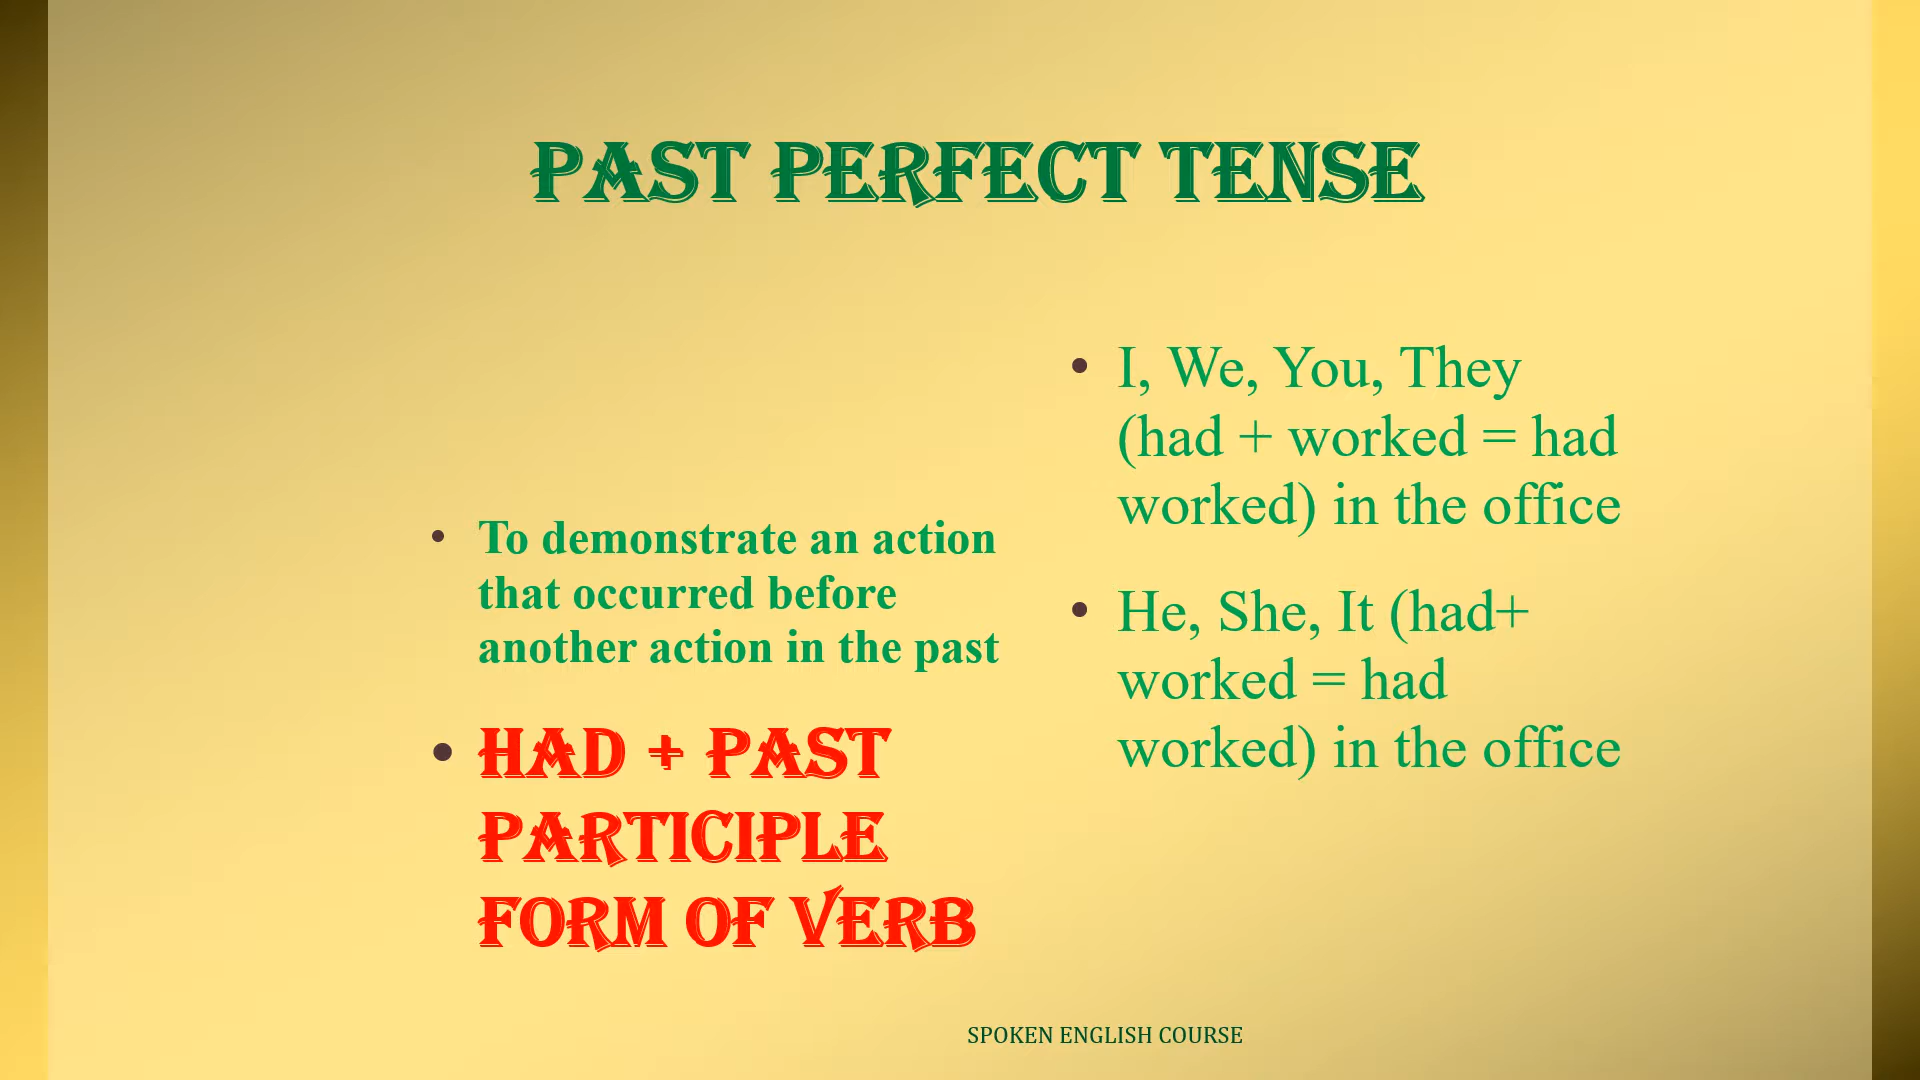 PAST PERFECT TENSE
To demonstrate an action
that occurred before
another action in the past
HAD + PAST
PARTICIPLE
FORM OF VERB
I, We, You, They
(had + worked = had
worked) in the office
He, She, It (had+
worked = had
worked) in the office
SPOKEN ENGLISH COURSE